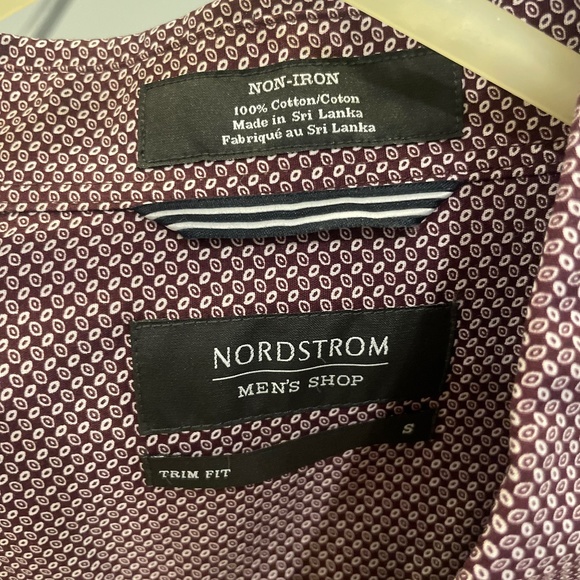 NON-IRON
100% Cotton/Coton
Made in Sri Lanka
Fabriqué au Sri Lanka
NORDSTROM
MEN'S SHOP
S
TRIM FIT